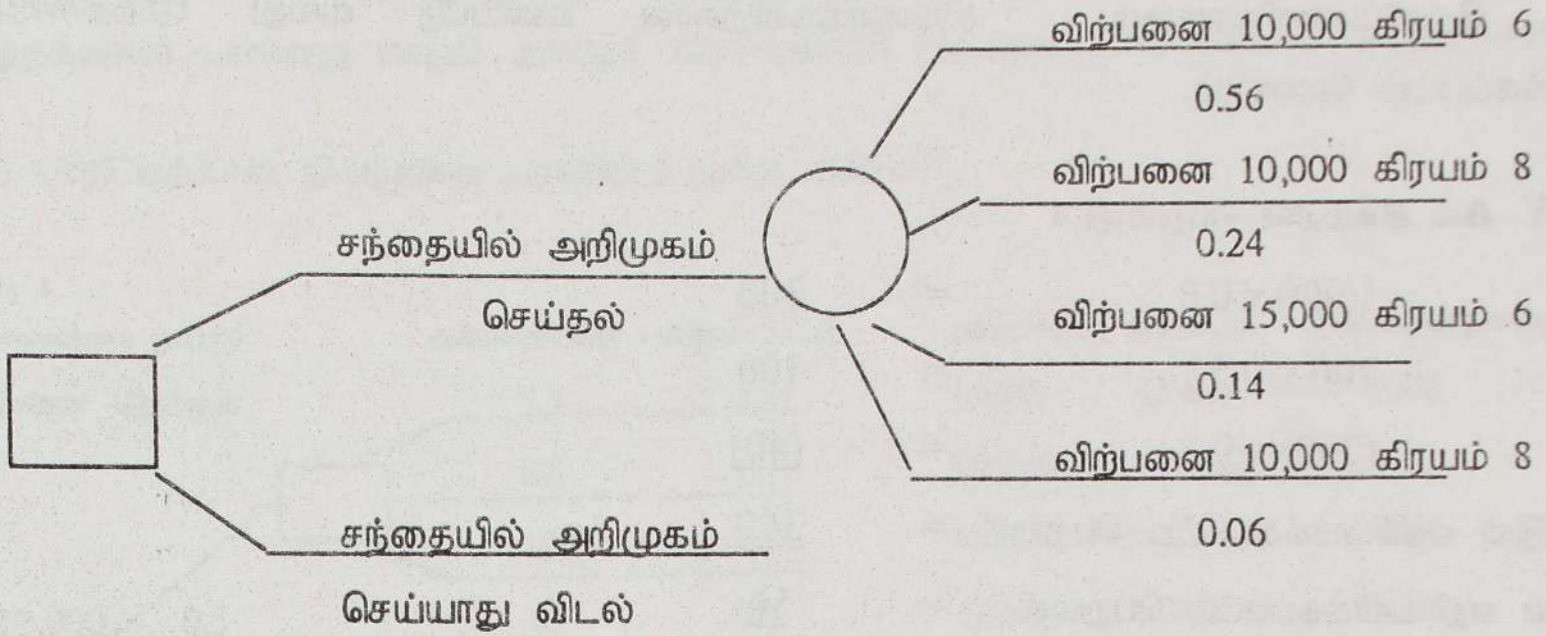 விற்பனை 10,000 கிரயம் 6
0.56
விற்பனை 10,000 கிரயம் 8
0.24
சந்தையில் அறிமுகம்
செய்தல்
விற்பனை 15,000 கிரயம் 6
0.14
விற்பனை 10,000 கிரயம் 8
0.06
சந்தையில் அறிமுகம்
செய்யாது விடல்